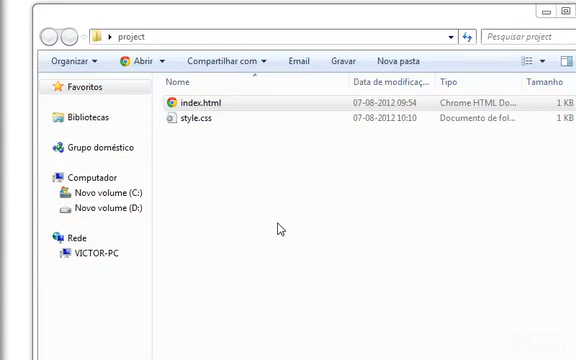 project
Pesquisar project
Organizar Abrir Compartilhar com Email Gravar Nova pasta
Nome Data de modificaç... Tipo Tamanho
index.html 07-08-2012 09:54 Chrome HTML Do... 1 KB
style.css 07-08-2012 10:10 Documento de fol... 1 KB
Favoritos
Bibliotecas
Grupo doméstico
Computador
Novo volume (C:)
Novo volume (D:)
Rede
VICTOR-PC